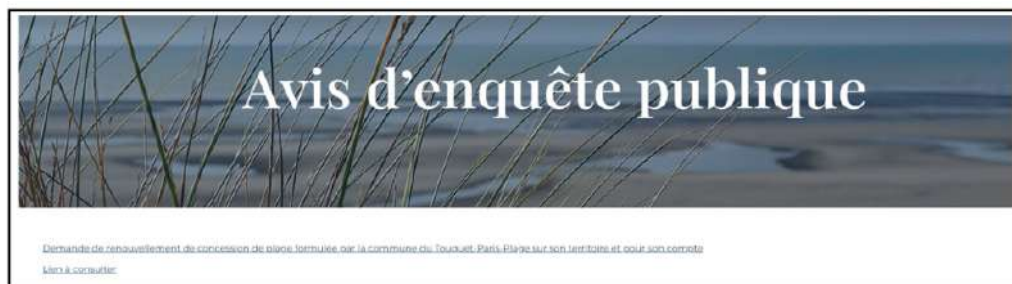 Avis d'enquête publique
Demande de renouvellement de concession de plage formulée par la commune du Touquet-Paris-Plage sur son territoire et pour son compte
Lien à consulter